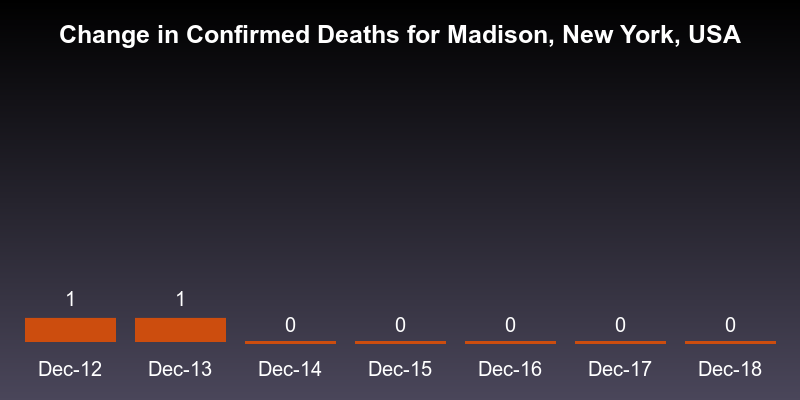 Change in Confirmed Deaths for Madison, New York, USA
1 1 0 0 0 0 0
Dec-12 Dec-13 Dec-14 Dec-15 Dec-16 Dec-17 Dec-18